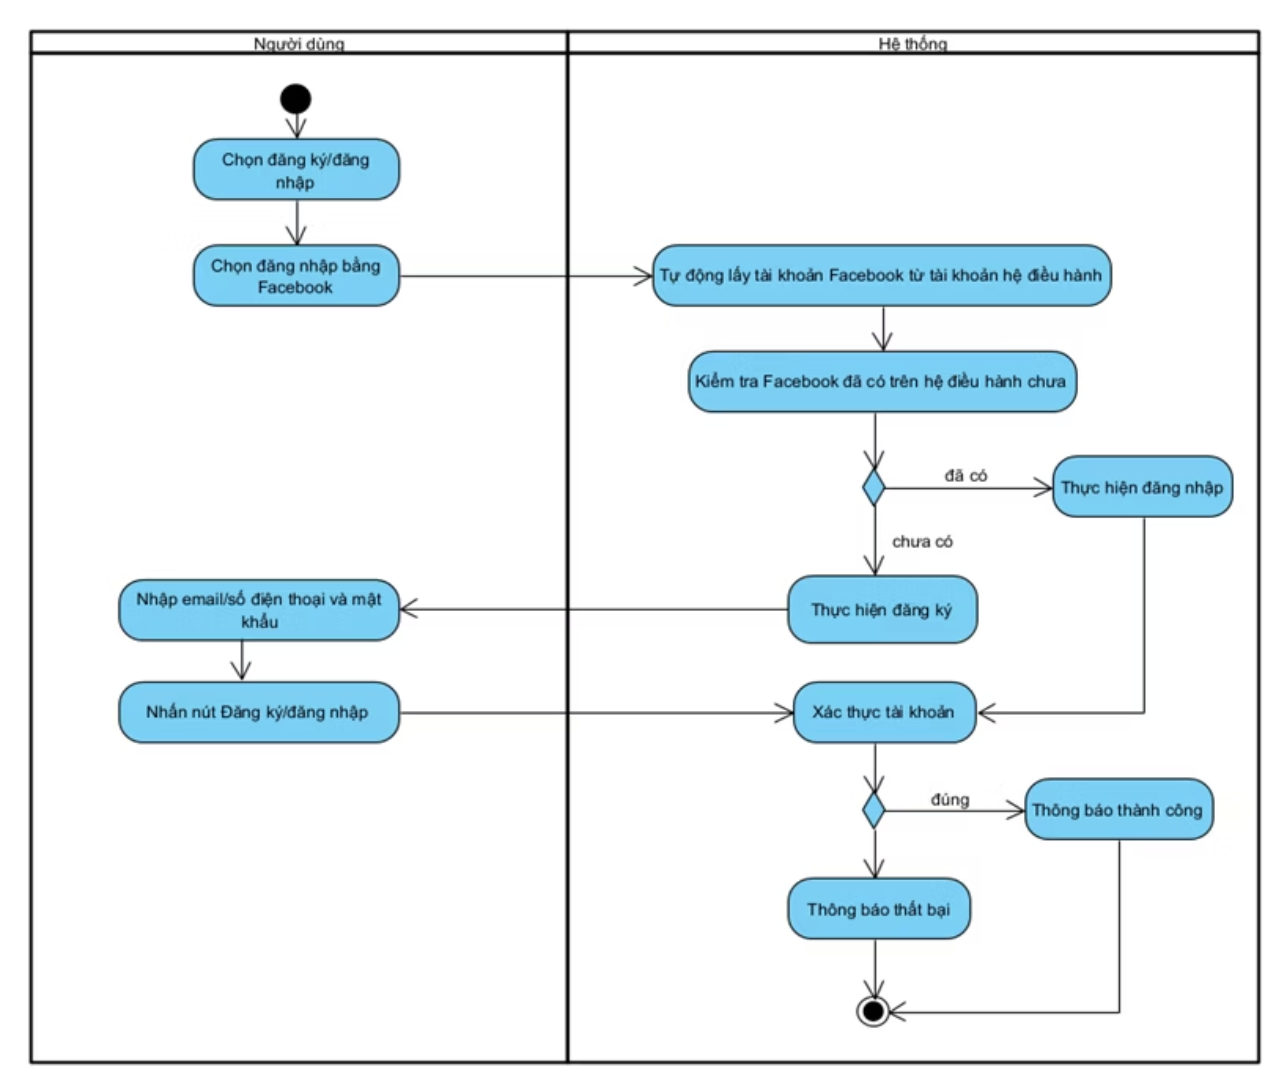 Người dùng
Hệ thống
Chọn đăng ký/đăng
nhập
Chọn đăng nhập bằng
Facebook
Tự động lấy tài khoản Facebook từ tài khoản hệ điều hành
Kiểm tra Facebook đã có trên hệ điều hành chưa
đã có
Thực hiện đăng nhập
chưa có
Nhập email/số điện thoại và mật
khẩu
Thực hiện đăng ký
Nhấn nút Đăng ký/đăng nhập
Xác thực tài khoản
đúng
Thông báo thành công
Thông báo thất bại